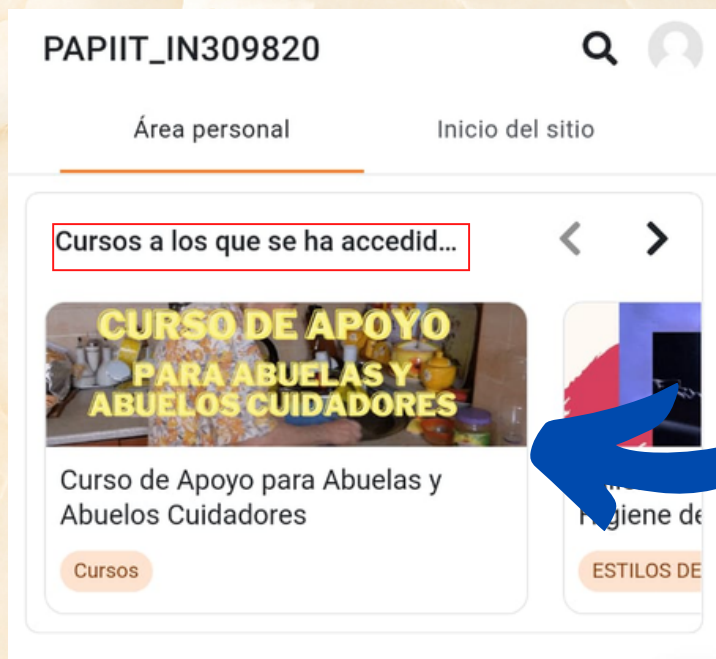 PAPIIT_IN309820
Área personal
Inicio del sitio
Cursos a los que se ha accedid...
CURSO DE APOYO
PARA ABUELAS Y
ABUELOS CUIDADORES
Curso de Apoyo para Abuelas y
Abuelos Cuidadores
Cursos
de
ESTILOS DE